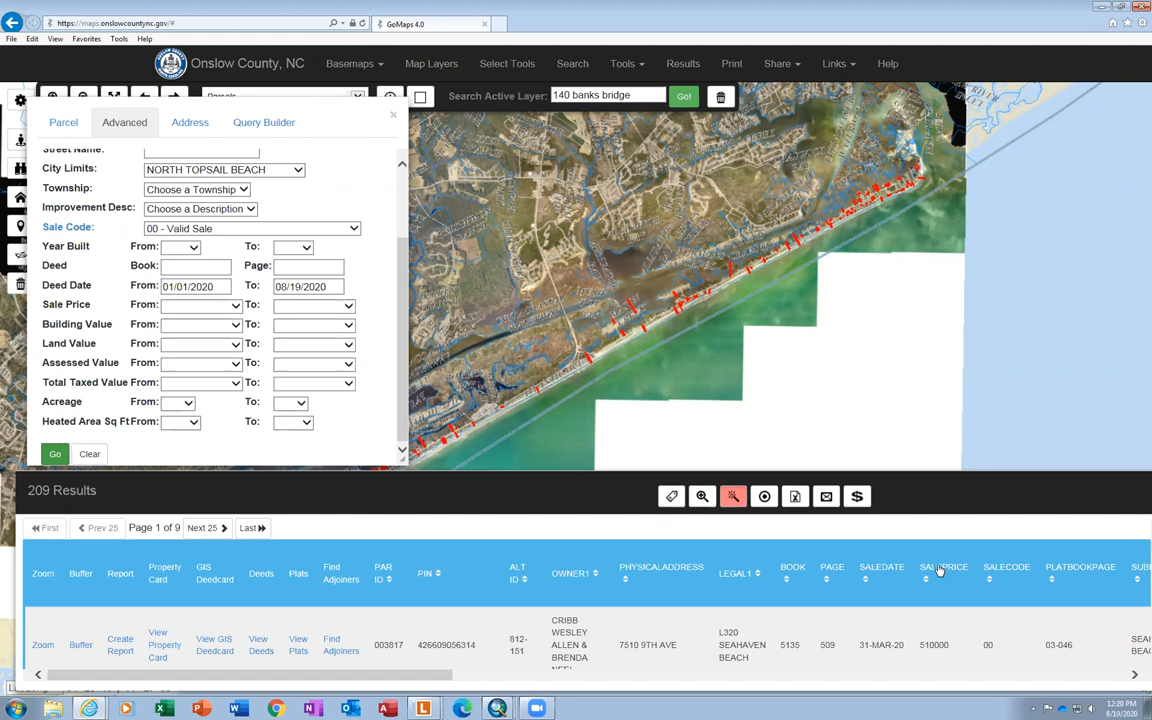 https://maps.onslowcountync.gov/#
GoMaps 4.0
File Edit View Favorites Tools Help
Onslow County, NC
Basemaps Map Layers Select Tools Search Tools Results Print Share Links Help
Parcels
Search Active Layer: 140 banks bridge Go!
Parcel Advanced Address Query Builder
Street Name:
City Limits: NORTH TOPSAIL BEACH
Township: Choose a Township
Improvement Desc: Choose a Description
Sale Code: 00 - Valid Sale
Year Built From: To:
Deed Book: Page:
Deed Date From: 01/01/2020 To: 08/19/2020
Sale Price From: To:
Building Value From: To:
Land Value From: To:
Assessed Value From: To:
Total Taxed Value From: To:
Acreage From: To:
Heated Area Sq Ft From: To:
Go Clear
209 Results
First Prev 25 Page 1 of 9 Next 25 Last
Zoom Buffer Report Property Card GIS Deedcard Deeds Plats Find Adjoiners PAR ID PIN ALT ID OWNER1 PHYSICALADDRESS LEGAL1 BOOK PAGE SALEDATE SALEPRICE SALECODE PLATBOOKPAGE
Zoom Buffer Create Report View Property Card View GIS Deedcard View Deeds View Plats Find Adjoiners 003817 426609056314 812-151 CRIBB WESLEY ALLEN & BRENDA 7510 9TH AVE L320 SEAHAVEN BEACH 5135 509 31-MAR-20 510000 00 03-046
12:20 PM
8/19/2020